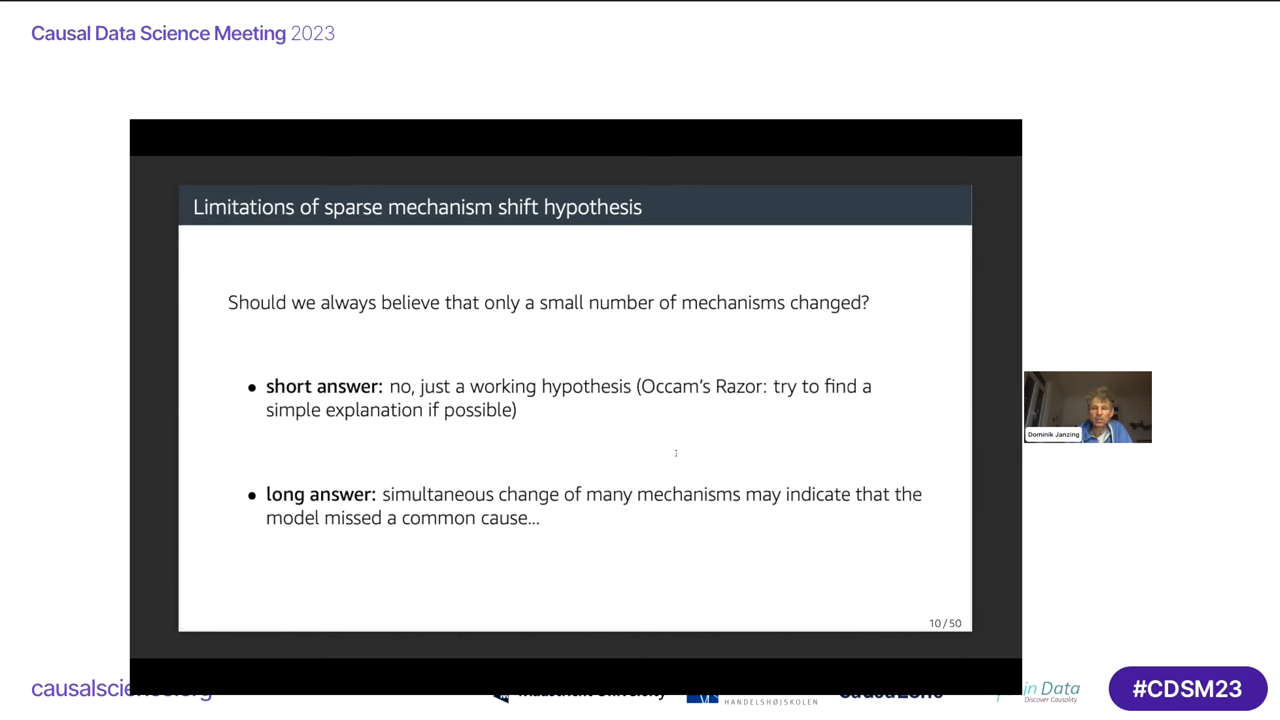 Causal Data Science Meeting 2023
Limitations of sparse mechanism shift hypothesis
Should we always believe that only a small number of mechanisms changed?
• short answer: no, just a working hypothesis (Occam's Razor: try to find a
simple explanation if possible)
• long answer: simultaneous change of many mechanisms may indicate that the
model missed a common cause...
10 / 50
Dominik Janzing
HANDELSHØJSKOLEN
in Data
Discover Causality
#CDSM23